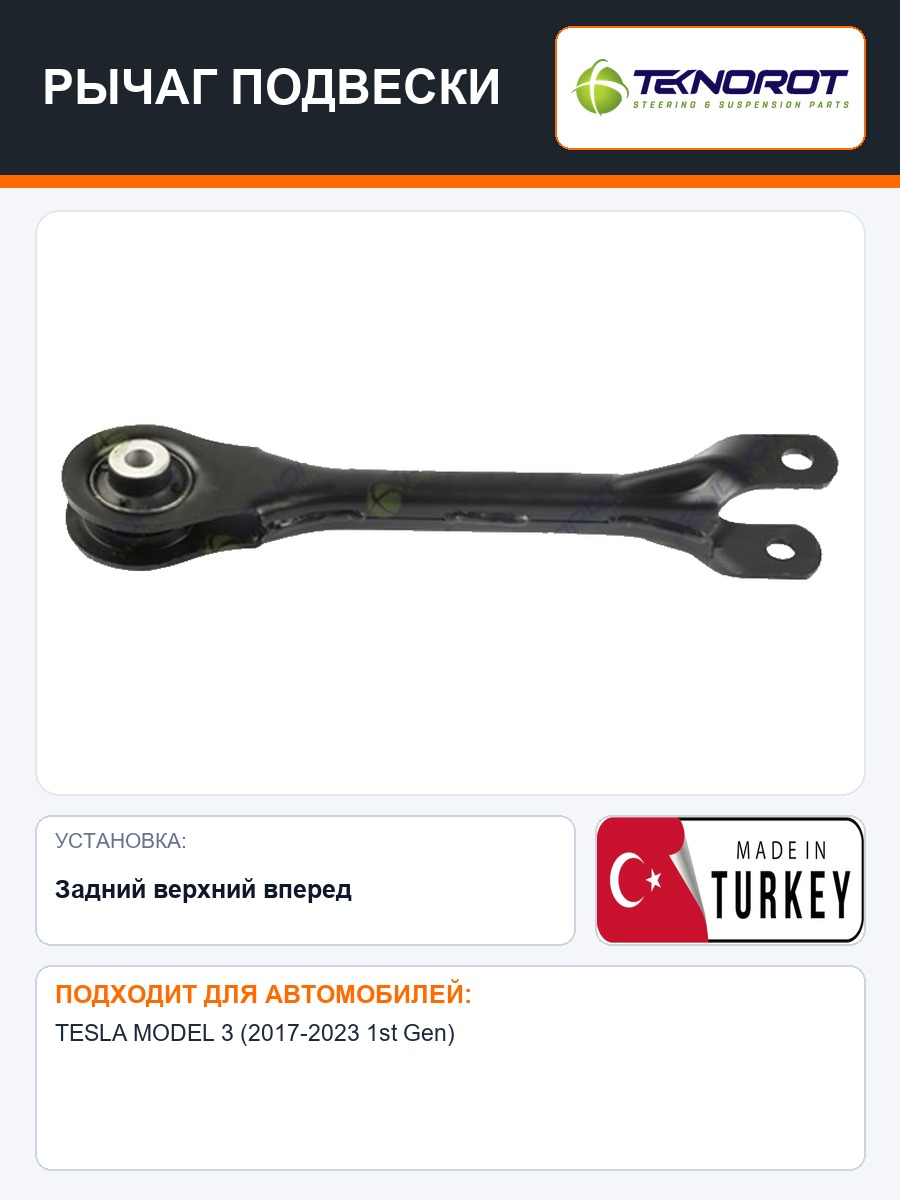 РЫЧАГ ПОДВЕСКИ
TEKNOROT
STEERING & SUSPENSION PARTS
УСТАНОВКА:
Задний верхний вперед
MADE IN
TURKEY
ПОДХОДИТ ДЛЯ АВТОМОБИЛЕЙ:
TESLA MODEL 3 (2017-2023 1st Gen)